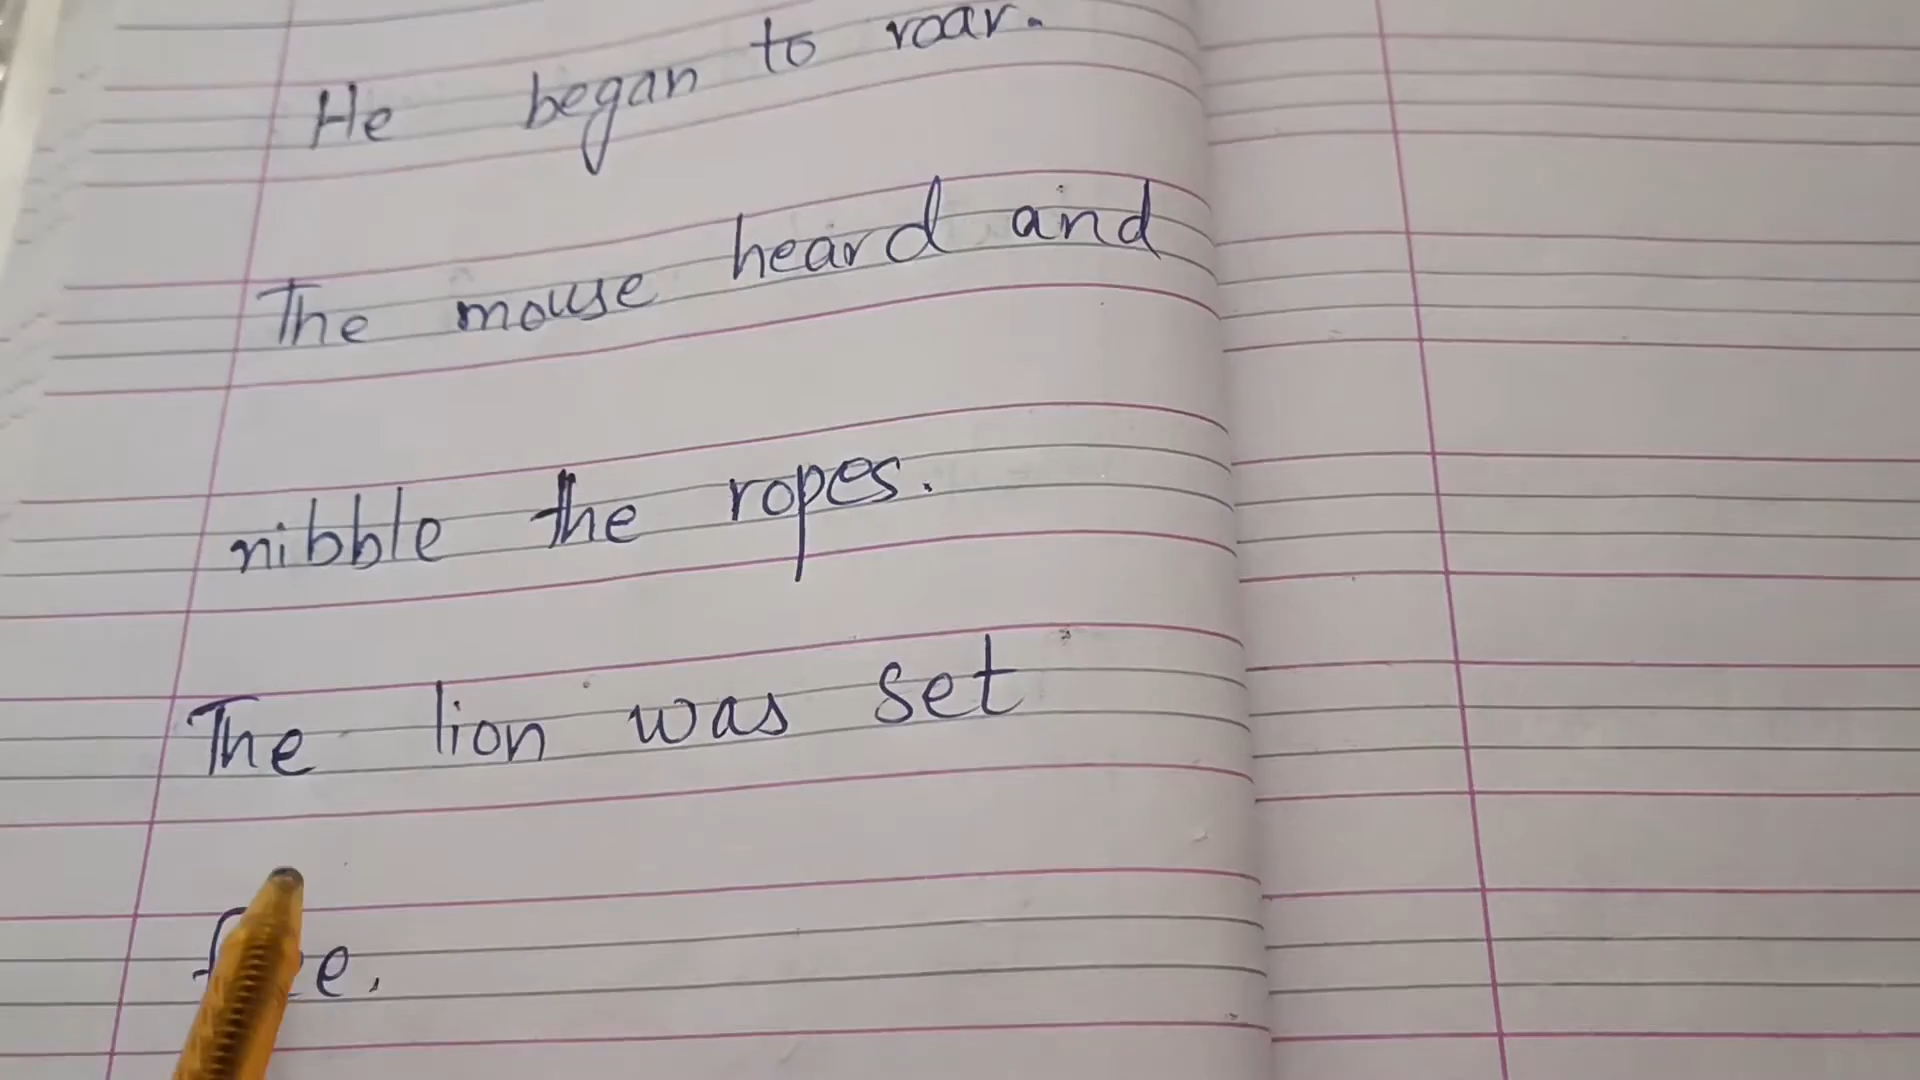 He began to roar.
The mouse heard and
nibble the ropes.
The lion was set